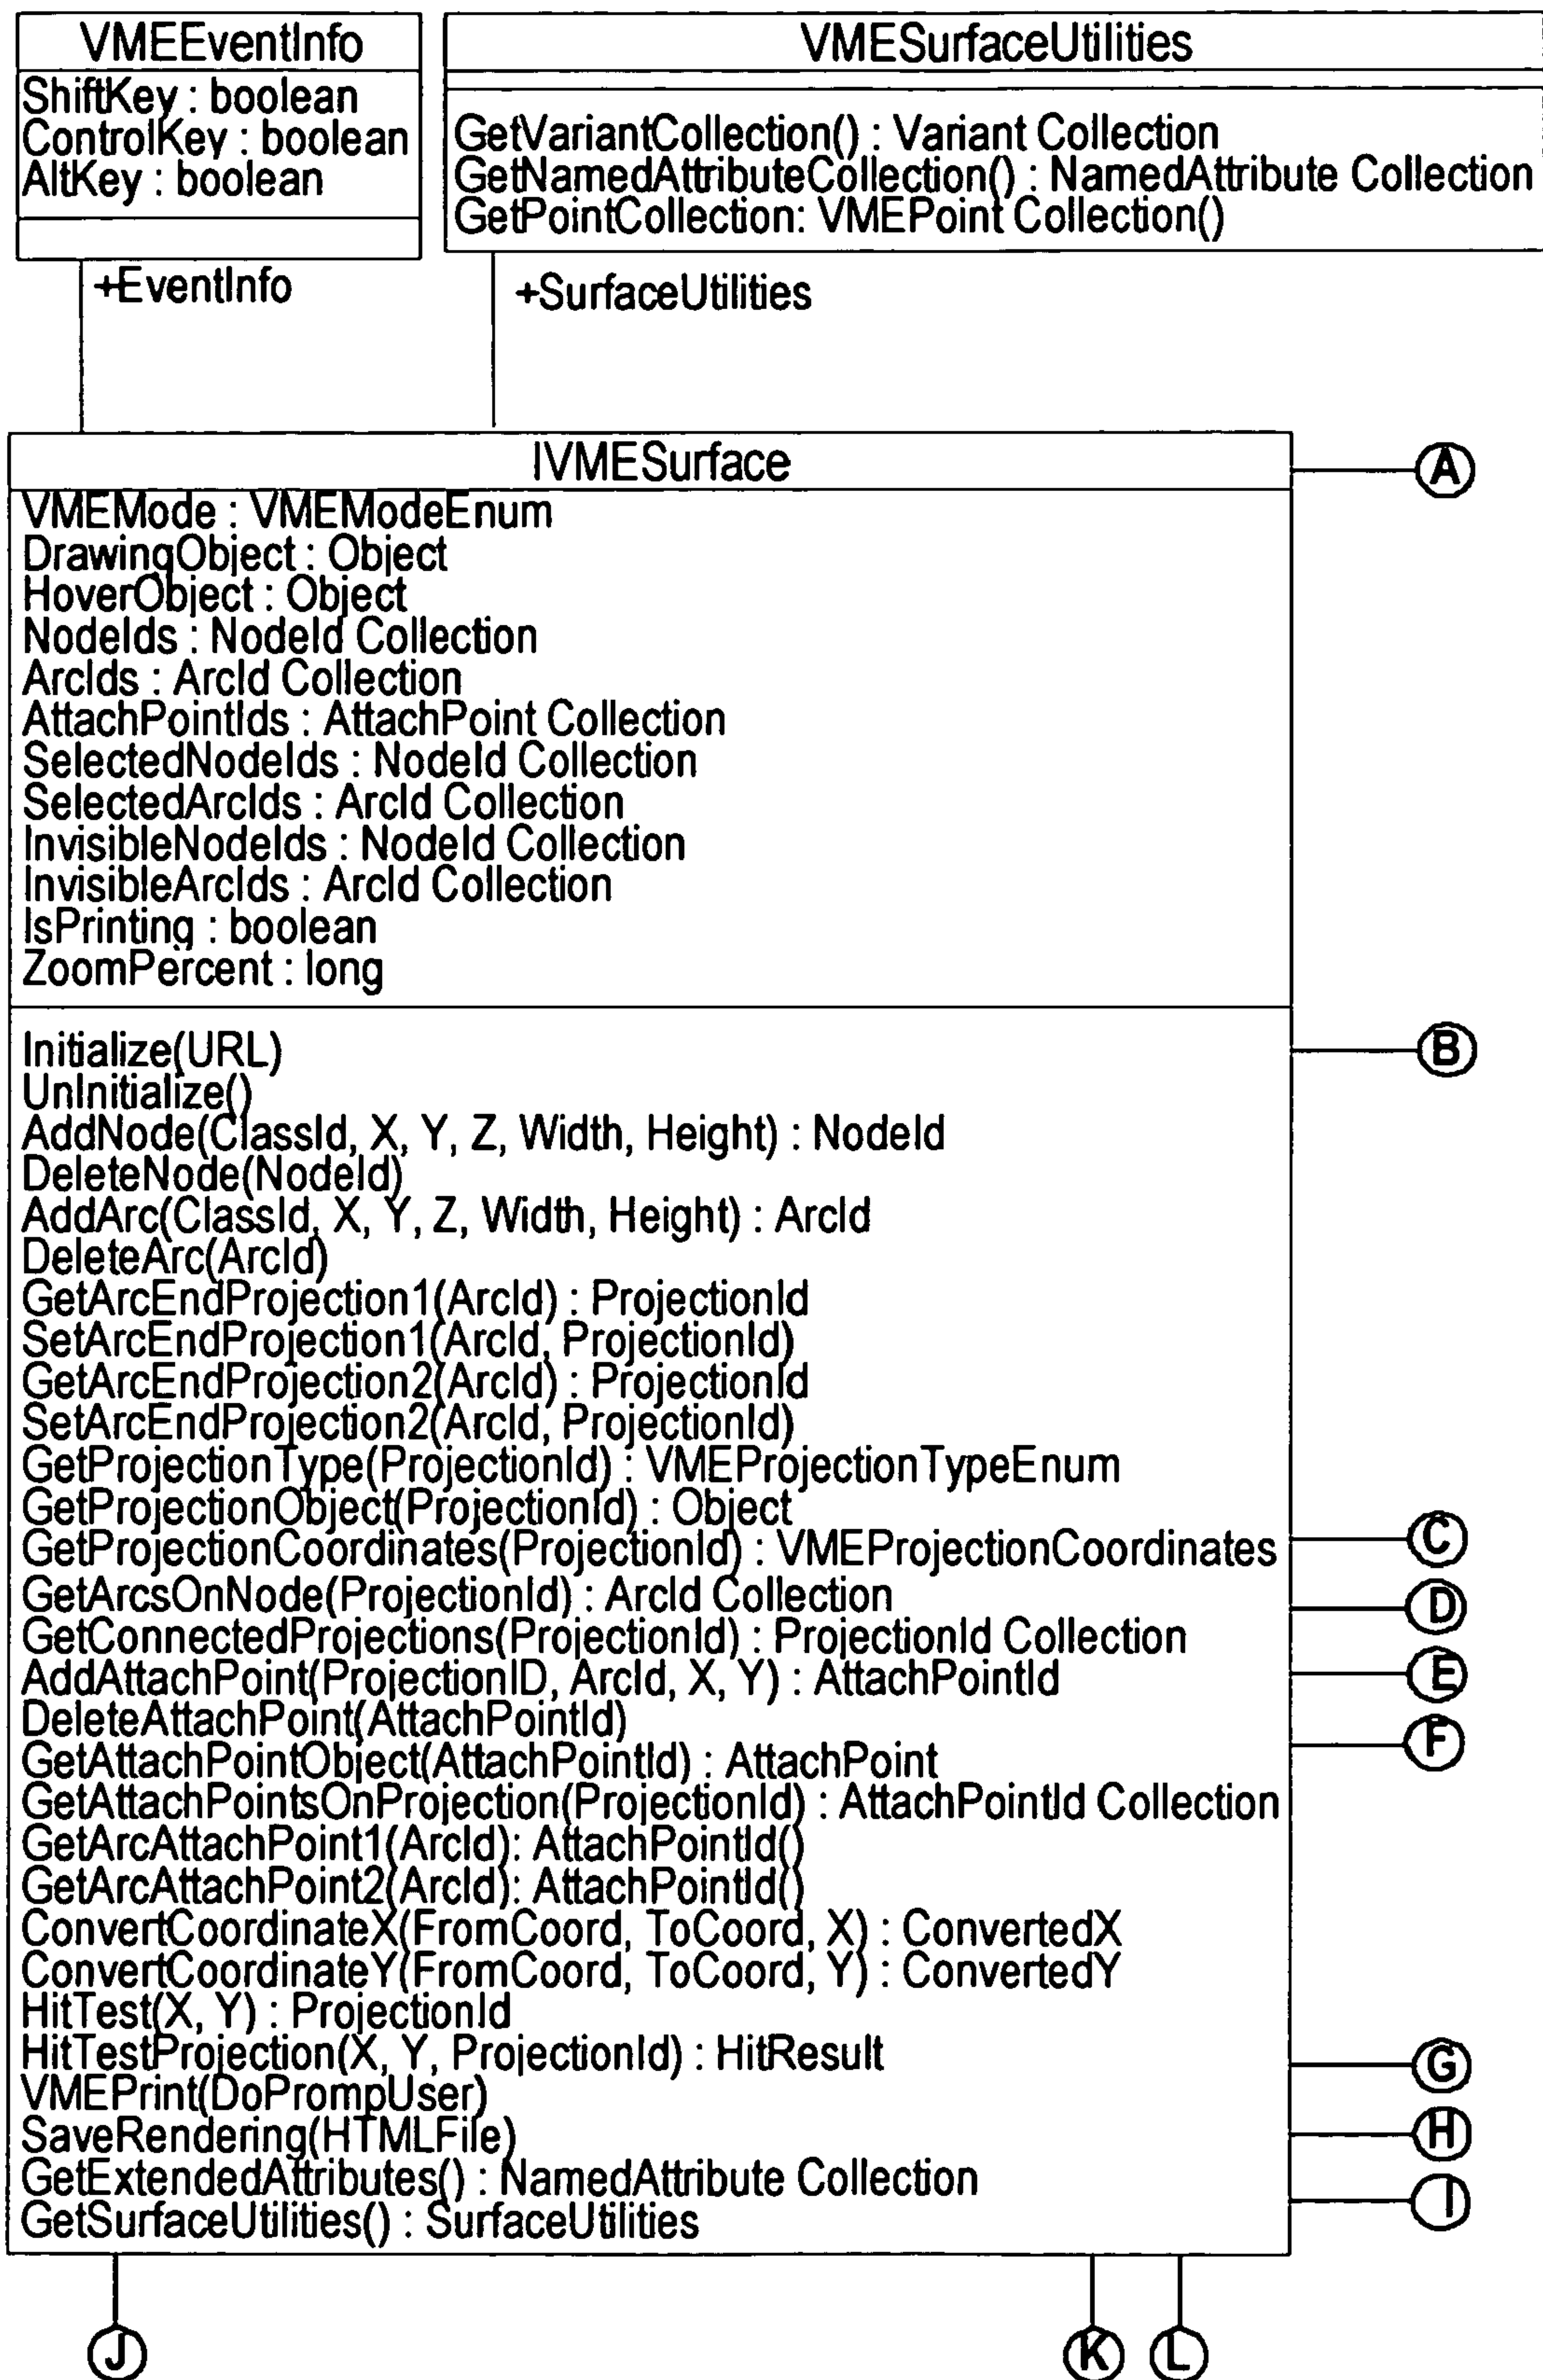 VMEEventInfo
ShiftKey : boolean
ControlKey : boolean
AltKey : boolean
VMESurfaceUtilities
GetVariantCollection() : Variant Collection
GetNamedAttributeCollection() : NamedAttribute Collection
GetPointCollection: VMEPoint Collection()
+EventInfo
+SurfaceUtilities
IVMESurface
A
VMEMode : VMEModeEnum
DrawingObject : Object
HoverObject : Object
NodeIds : NodeId Collection
ArcIds : ArcId Collection
AttachPointIds : AttachPoint Collection
SelectedNodeIds : NodeId Collection
SelectedArcIds : ArcId Collection
InvisibleNodeIds : NodeId Collection
InvisibleArcIds : ArcId Collection
IsPrinting : boolean
ZoomPercent : long
Initialize(URL)
B
UnInitialize()
AddNode(ClassId, X, Y, Z, Width, Height) : NodeId
DeleteNode(NodeId)
AddArc(ClassId, X, Y, Z, Width, Height) : ArcId
DeleteArc(ArcId)
GetArcEndProjection1(ArcId) : ProjectionId
SetArcEndProjection1(ArcId, ProjectionId)
GetArcEndProjection2(ArcId) : ProjectionId
SetArcEndProjection2(ArcId, ProjectionId)
GetProjectionType(ProjectionId) : VMEProjectionTypeEnum
GetProjectionObject(ProjectionId) : Object
GetProjectionCoordinates(ProjectionId) : VMEProjectionCoordinates
C
GetArcsOnNode(ProjectionId) : ArcId Collection
D
GetConnectedProjections(ProjectionId) : ProjectionId Collection
AddAttachPoint(ProjectionID, ArcId, X, Y) : AttachPointId
E
DeleteAttachPoint(AttachPointId)
F
GetAttachPointObject(AttachPointId) : AttachPoint
GetAttachPointsOnProjection(ProjectionId) : AttachPointId Collection
GetArcAttachPoint1(ArcId): AttachPointId()
GetArcAttachPoint2(ArcId): AttachPointId()
ConvertCoordinateX(FromCoord, ToCoord, X) : ConvertedX
ConvertCoordinateY(FromCoord, ToCoord, Y) : ConvertedY
HitTest(X, Y) : ProjectionId
HitTestProjection(X, Y, ProjectionId) : HitResult
G
VMEPrint(DoPrompUser)
SaveRendering(HTMLFile)
H
GetExtendedAttributes() : NamedAttribute Collection
I
GetSurfaceUtilities() : SurfaceUtilities
J
K
L